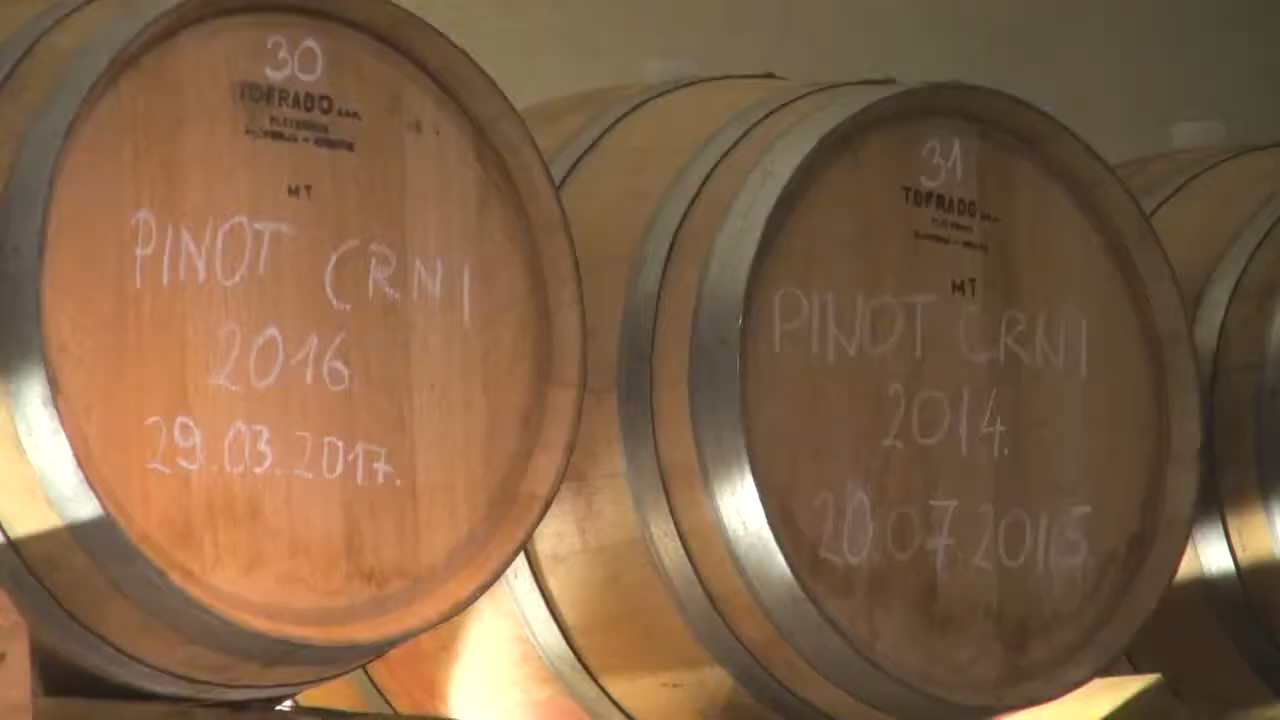 30
TOFRADO d.o.o.
MT
PINOT CRNI
2016
29.03.2017.
31
TOFRADO d.o.o.
MT
PINOT CRNI
2014.
20.07.2015